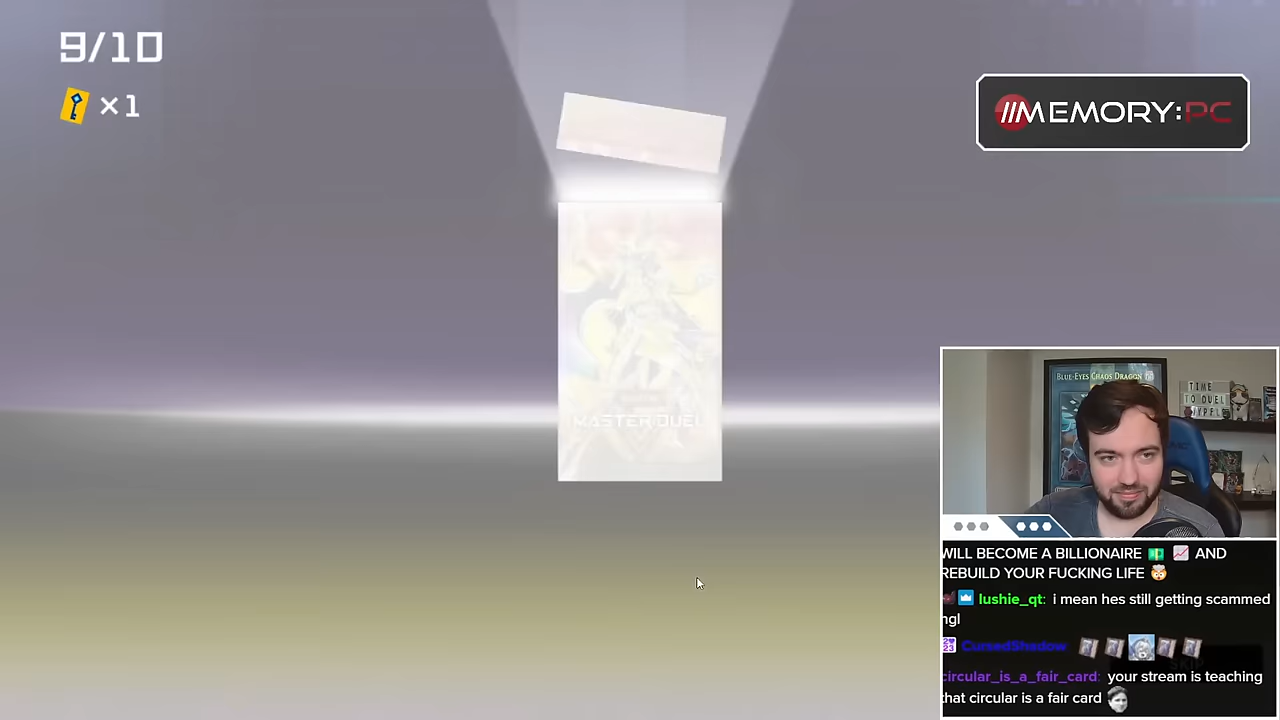 9/10
×1
MEMORY:PC
MASTER DUEL
BLUE-EYES CHAOS DRAGON
TIME
TO DUEL
WILL BECOME A BILLIONAIRE 💵 📈 AND
REBUILD YOUR FUCKING LIFE 🤯
lushie_qt: i mean hes still getting scammed
ngl
CursedShadow
circular_is_a_fair_card: your stream is teaching
that circular is a fair card